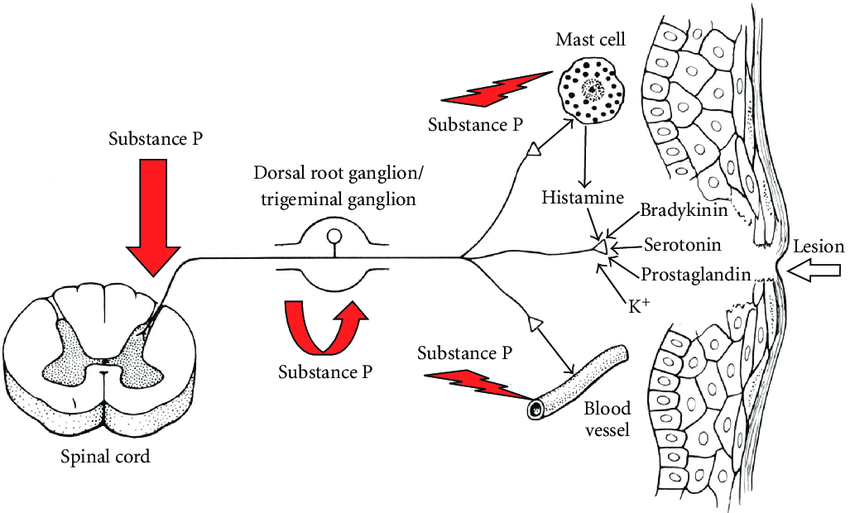 Mast cell
Substance P
Substance P
Dorsal root ganglion/
trigeminal ganglion
Histamine
Bradykinin
Serotonin
Prostaglandin
K+
Lesion
Substance P
Substance P
Blood
vessel
Spinal cord